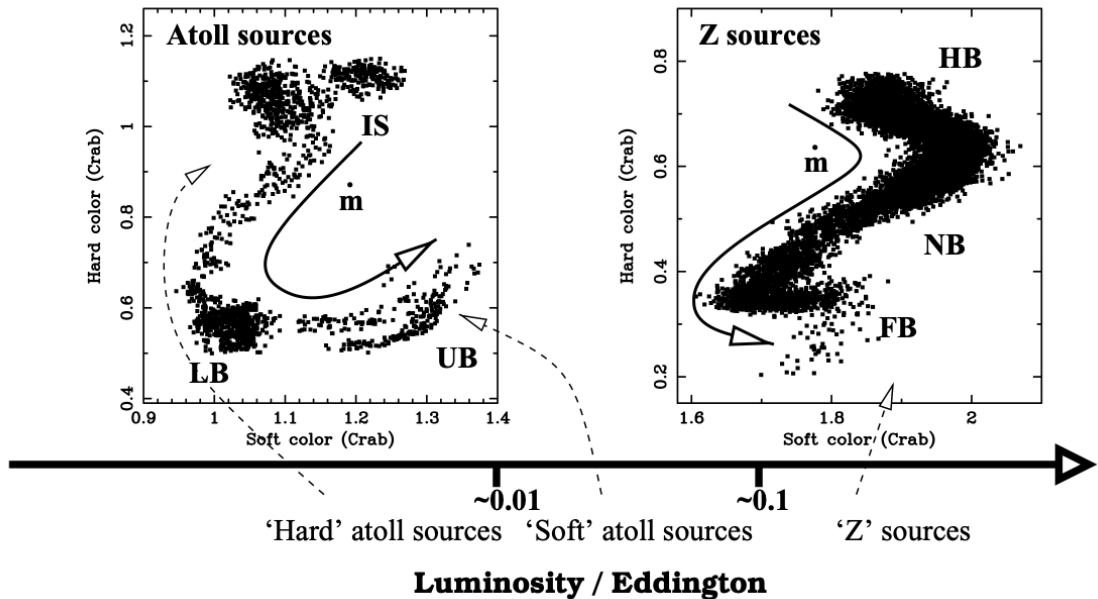 Atoll sources
1.2
1
0.8
0.6
0.4
Hard color (Crab)
IS
ṁ
LB
UB
0.9
1
1.1
1.2
1.3
1.4
Soft color (Crab)
Z sources
0.8
0.6
0.4
0.2
Hard color (Crab)
HB
ṁ
NB
FB
1.6
1.8
2
Soft color (Crab)
~0.01
~0.1
‘Hard’ atoll sources
‘Soft’ atoll sources
‘Z’ sources
Luminosity / Eddington